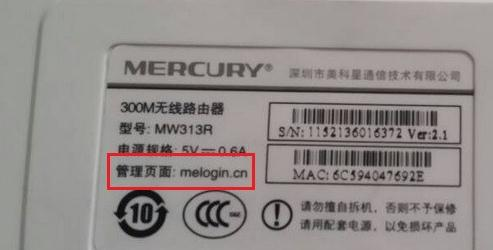 MERCURY® 深圳市美科星通信技术有限公司
300M无线路由器
型号: MW313R
电源规格: 5V⎓0.6A
管理页面: melogin.cn
S/N: 1152136016372 Ver:2.1
MAC: 6C594047692E
10
CCC
请勿擅自拆机，否则不予保修
请用配套电源，以免损坏产品